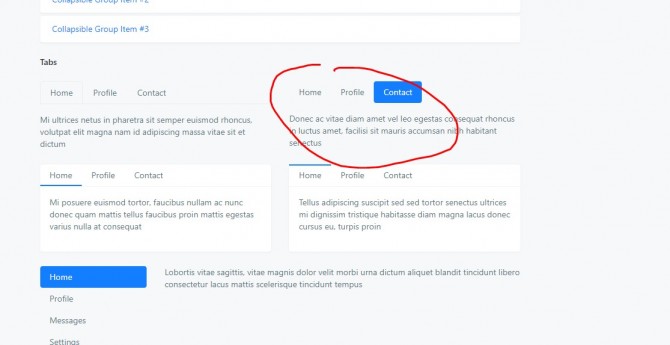 Collapsible Group Item #2
Collapsible Group Item #3
Tabs
Home Profile Contact
Mi ultrices netus in pharetra sit semper euismod rhoncus,
volutpat elit magna nam id adipiscing massa vitae sit et
dictum
Home Profile Contact
Donec ac vitae diam amet vel leo egestas consequat rhoncus
in luctus amet, facilisi sit mauris accumsan nibh habitant
senectus
Home Profile Contact
Mi posuere euismod tortor, faucibus nullam ac nunc
donec quam mattis tellus faucibus proin mattis egestas
varius nulla at consequat
Home Profile Contact
Tellus adipiscing suscipit sed sed tortor senectus ultrices
mi dignissim tristique habitasse diam magna lacus donec
cursus eu, turpis proin
Home
Profile
Messages
Settings
Lobortis vitae sagittis, vitae magnis dolor velit morbi urna dictum aliquet blandit tincidunt libero
consectetur lacus mattis scelerisque tincidunt tempus